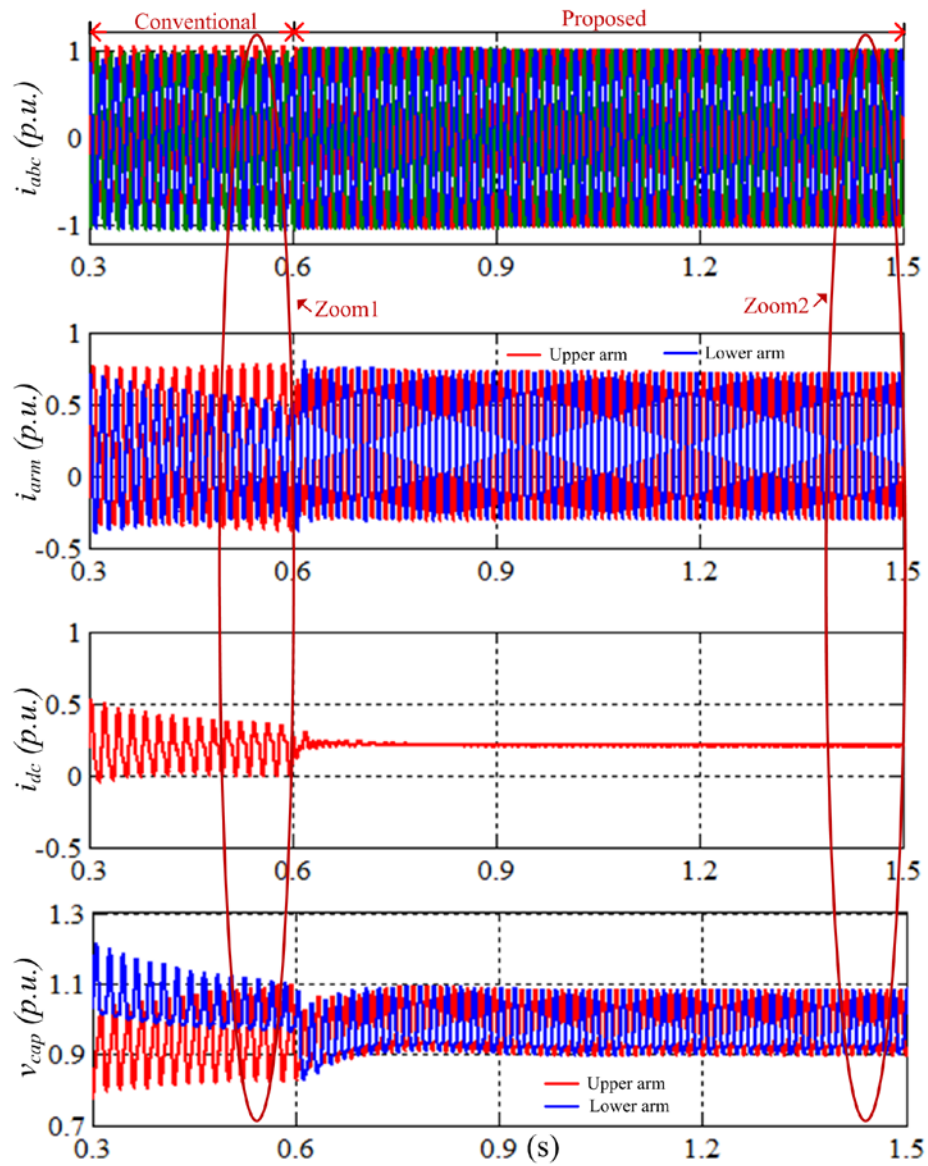 Conventional
Proposed
i_abc (p.u.)
1
0
-1
0.3 0.6 0.9 1.2 1.5
Zoom1
Zoom2
i_arm (p.u.)
1
0.5
0
-0.5
Upper arm
Lower arm
0.3 0.6 0.9 1.2 1.5
i_dc (p.u.)
1
0.5
0
-0.5
0.3 0.6 0.9 1.2 1.5
v_cap (p.u.)
1.3
1.1
0.9
0.7
Upper arm
Lower arm
0.3 0.6 0.9 (s) 1.2 1.5